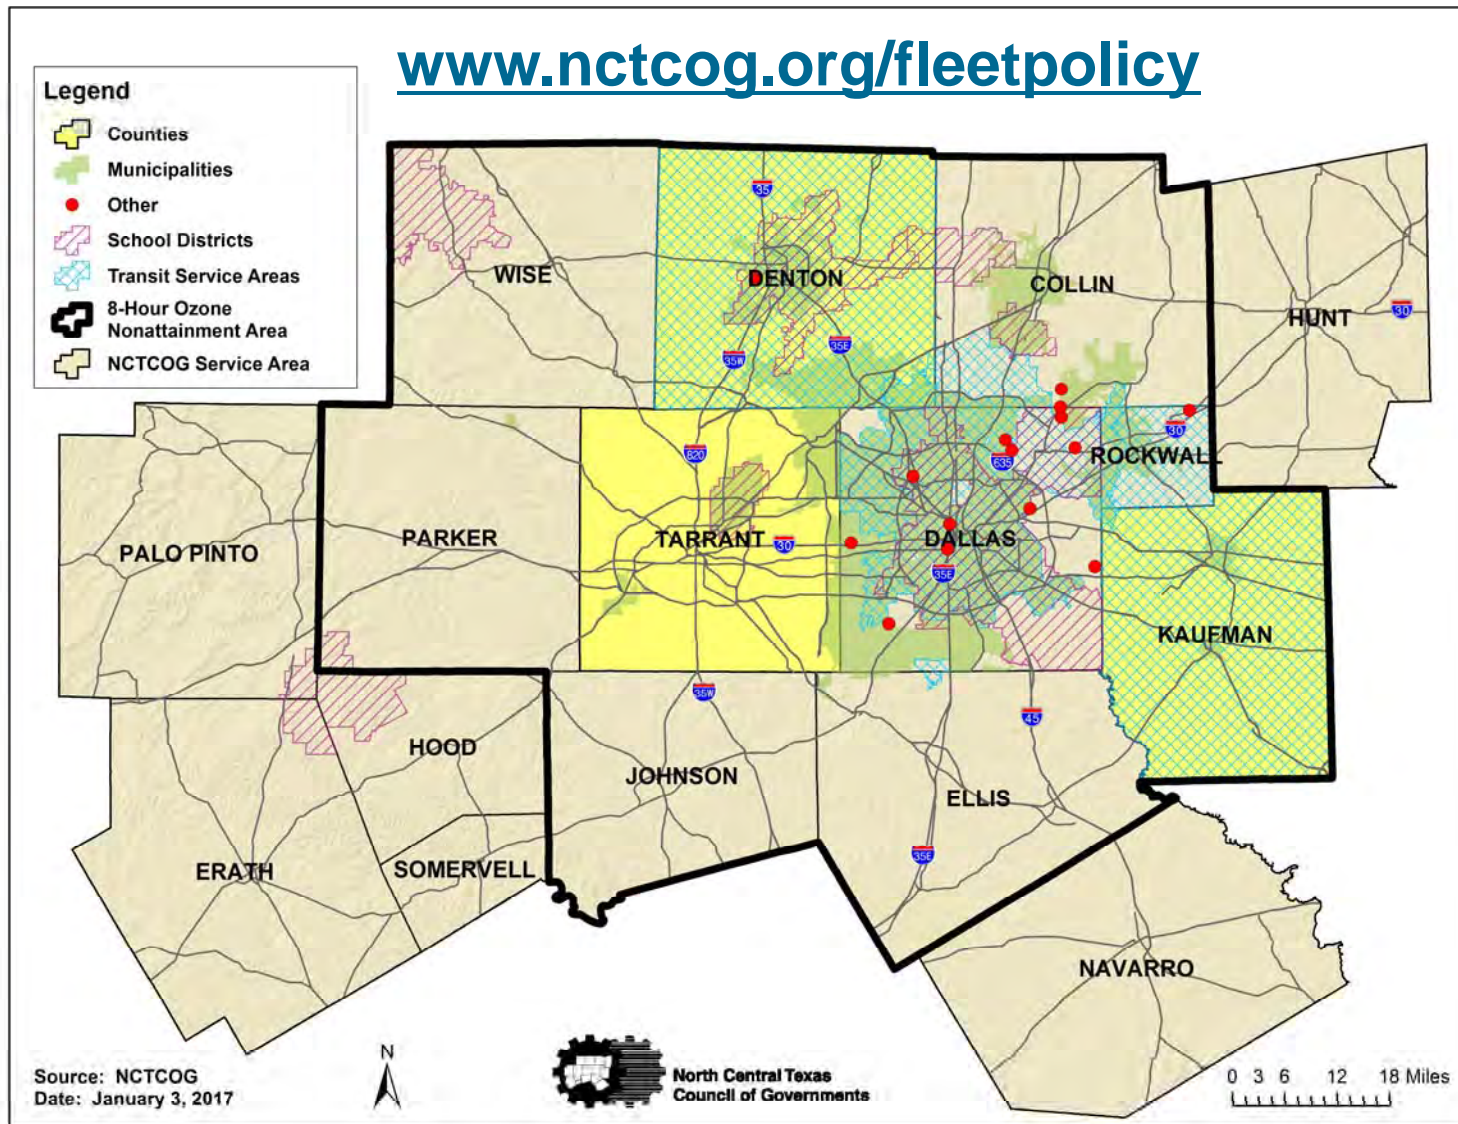 www.nctcog.org/fleetpolicy
Legend
Counties
Municipalities
Other
School Districts
Transit Service Areas
8-Hour Ozone
Nonattainment Area
NCTCOG Service Area
35
WISE
DENTON
COLLIN
HUNT
30
35W
35E
30
820
635
ROCKWALL
PALO PINTO
PARKER
TARRANT
30
DALLAS
35E
KAUFMAN
35W
45
HOOD
JOHNSON
ELLIS
35E
ERATH
SOMERVELL
NAVARRO
Source: NCTCOG
Date: January 3, 2017
N
North Central Texas
Council of Governments
0 3 6 12 18 Miles